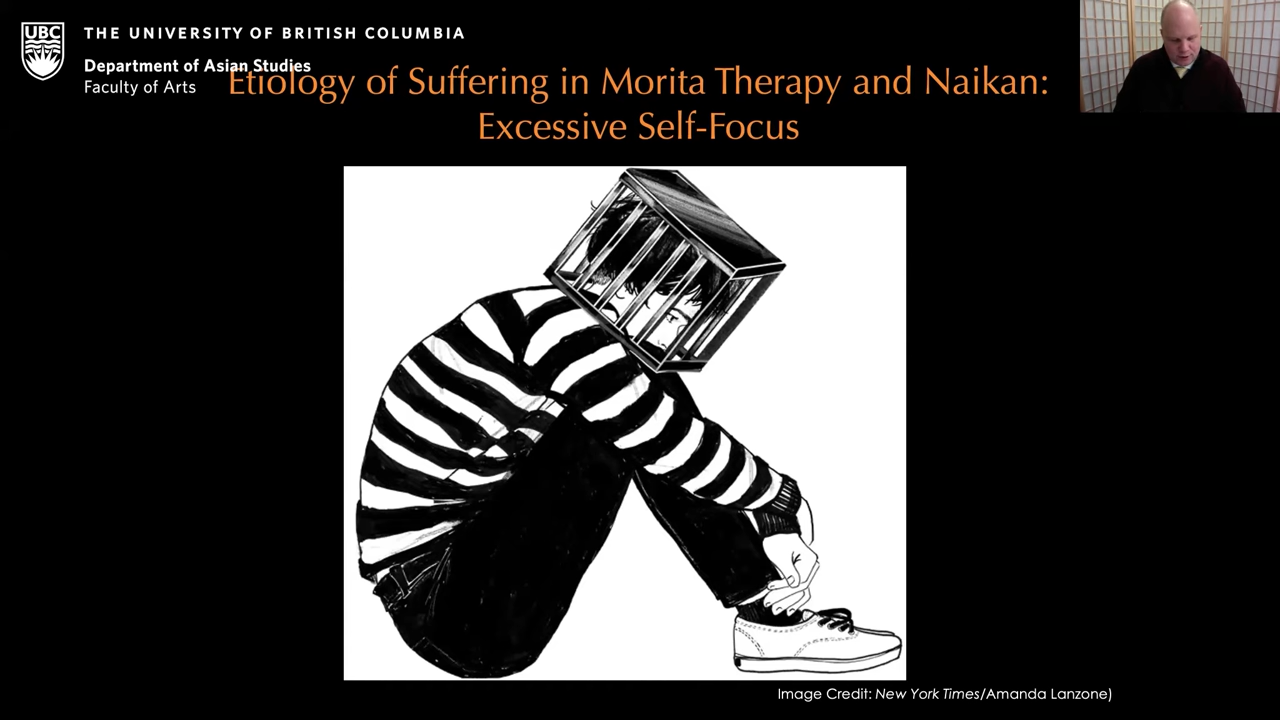 UBC
THE UNIVERSITY OF BRITISH COLUMBIA
Department of Asian Studies
Faculty of Arts
Etiology of Suffering in Morita Therapy and Naikan:
Excessive Self-Focus
Image Credit: New York Times/Amanda Lanzone)